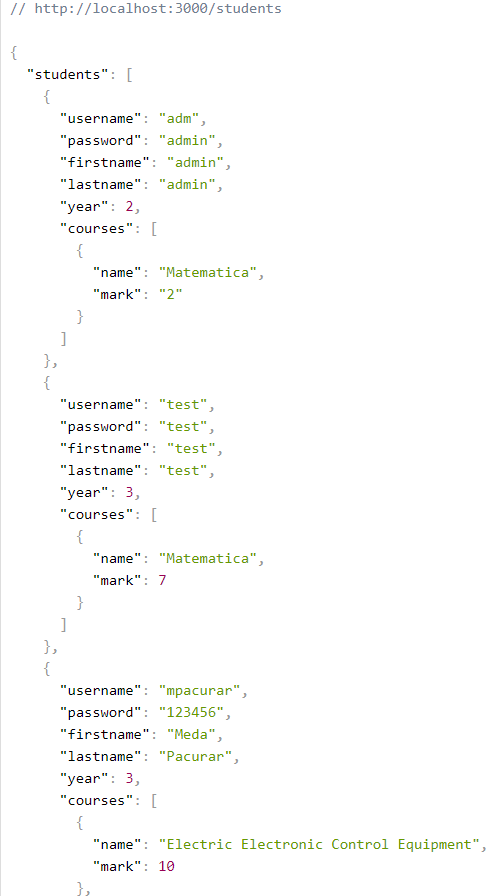 // http://localhost:3000/students
{
"students": [
{
"username": "adm",
"password": "admin",
"firstname": "admin",
"lastname": "admin",
"year": 2,
"courses": [
{
"name": "Matematica",
"mark": "2"
}
]
},
{
"username": "test",
"password": "test",
"firstname": "test",
"lastname": "test",
"year": 3,
"courses": [
{
"name": "Matematica",
"mark": 7
}
]
},
{
"username": "mpacurar",
"password": "123456",
"firstname": "Meda",
"lastname": "Pacurar",
"year": 3,
"courses": [
{
"name": "Electric Electronic Control Equipment",
"mark": 10
},